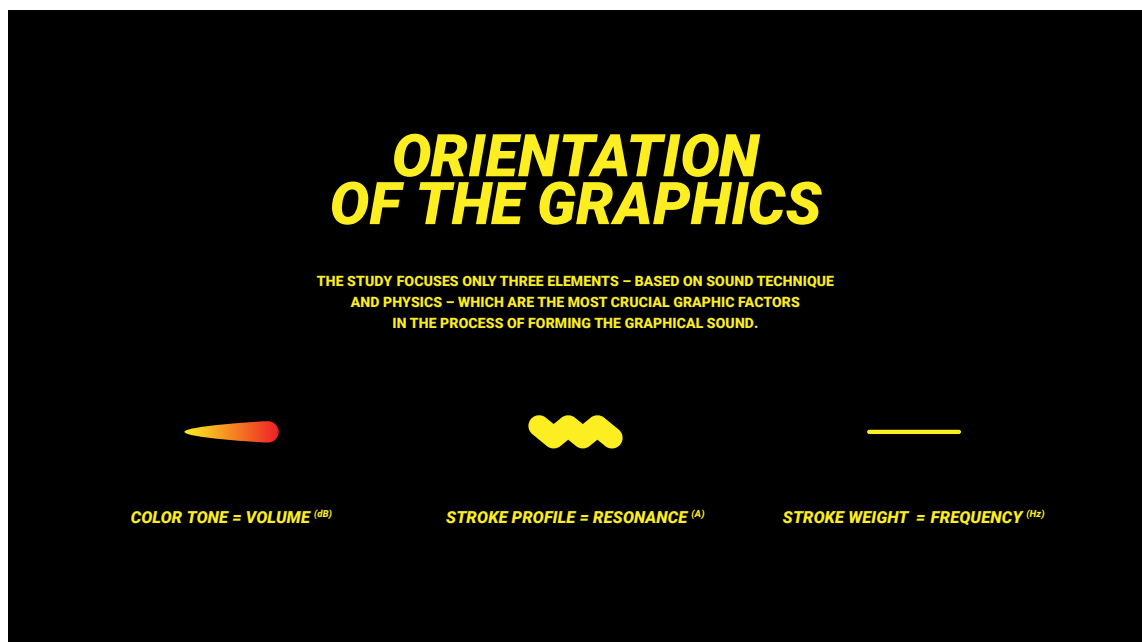 ORIENTATION
OF THE GRAPHICS
THE STUDY FOCUSES ONLY THREE ELEMENTS – BASED ON SOUND TECHNIQUE
AND PHYSICS – WHICH ARE THE MOST CRUCIAL GRAPHIC FACTORS
IN THE PROCESS OF FORMING THE GRAPHICAL SOUND.
COLOR TONE = VOLUME (dB)
STROKE PROFILE = RESONANCE (A)
STROKE WEIGHT = FREQUENCY (Hz)